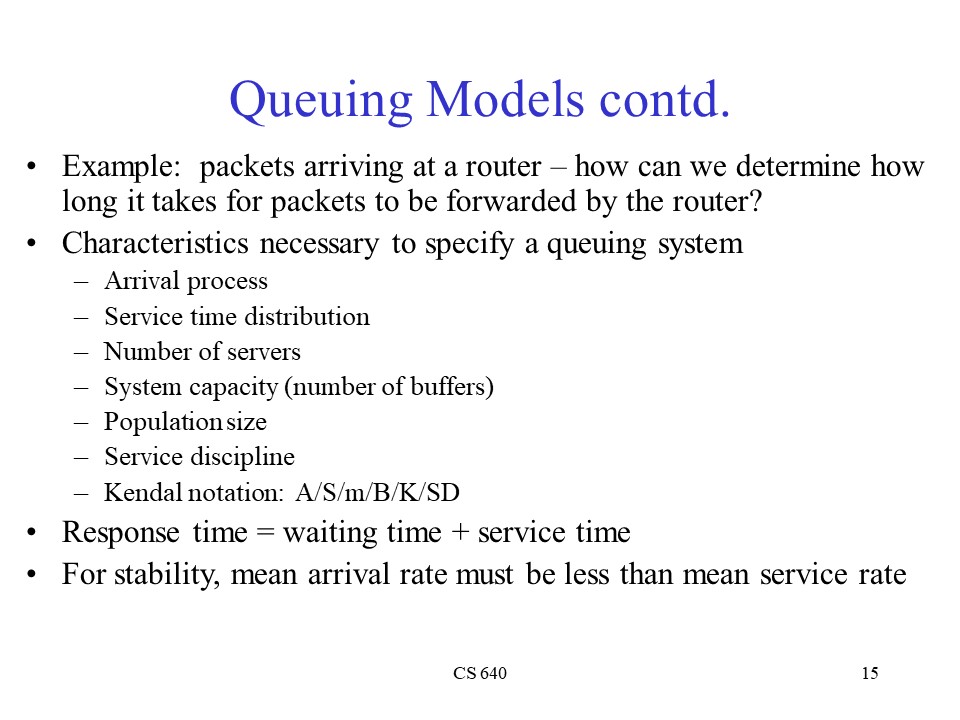 Queuing Models contd.
• Example: packets arriving at a router – how can we determine how
long it takes for packets to be forwarded by the router?
• Characteristics necessary to specify a queuing system
– Arrival process
– Service time distribution
– Number of servers
– System capacity (number of buffers)
– Population size
– Service discipline
– Kendal notation: A/S/m/B/K/SD
• Response time = waiting time + service time
• For stability, mean arrival rate must be less than mean service rate
CS 640
15